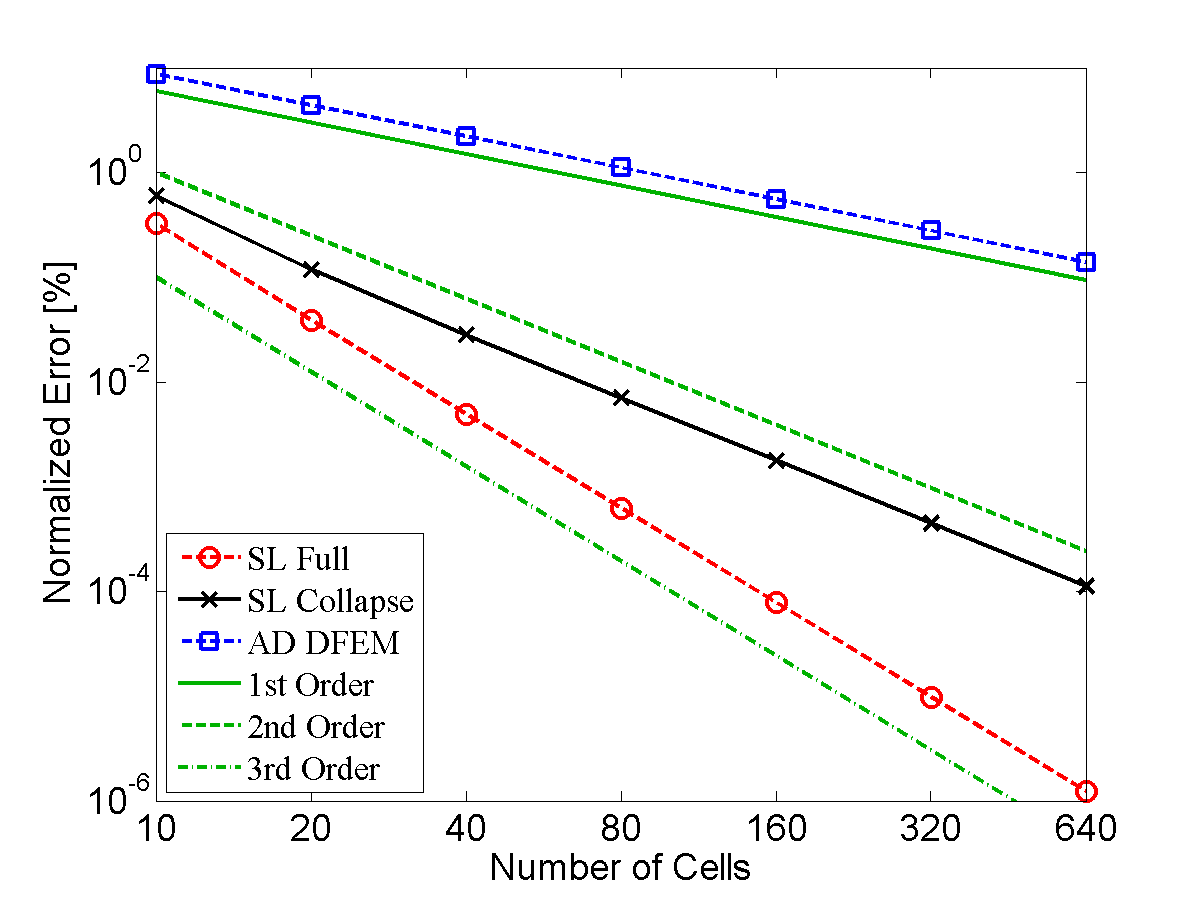 Normalized Error [%]
10^0
10^-2
10^-4
10^-6
SL Full
SL Collapse
AD DFEM
1st Order
2nd Order
3rd Order
10 20 40 80 160 320 640
Number of Cells